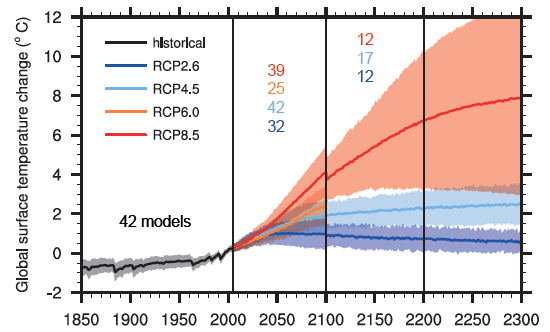 Global surface temperature change (°C)
12
10
8
6
4
2
0
-2
historical
RCP2.6
RCP4.5
RCP6.0
RCP8.5
42 models
39
25
42
32
12
17
12
1850 1900 1950 2000 2050 2100 2150 2200 2250 2300